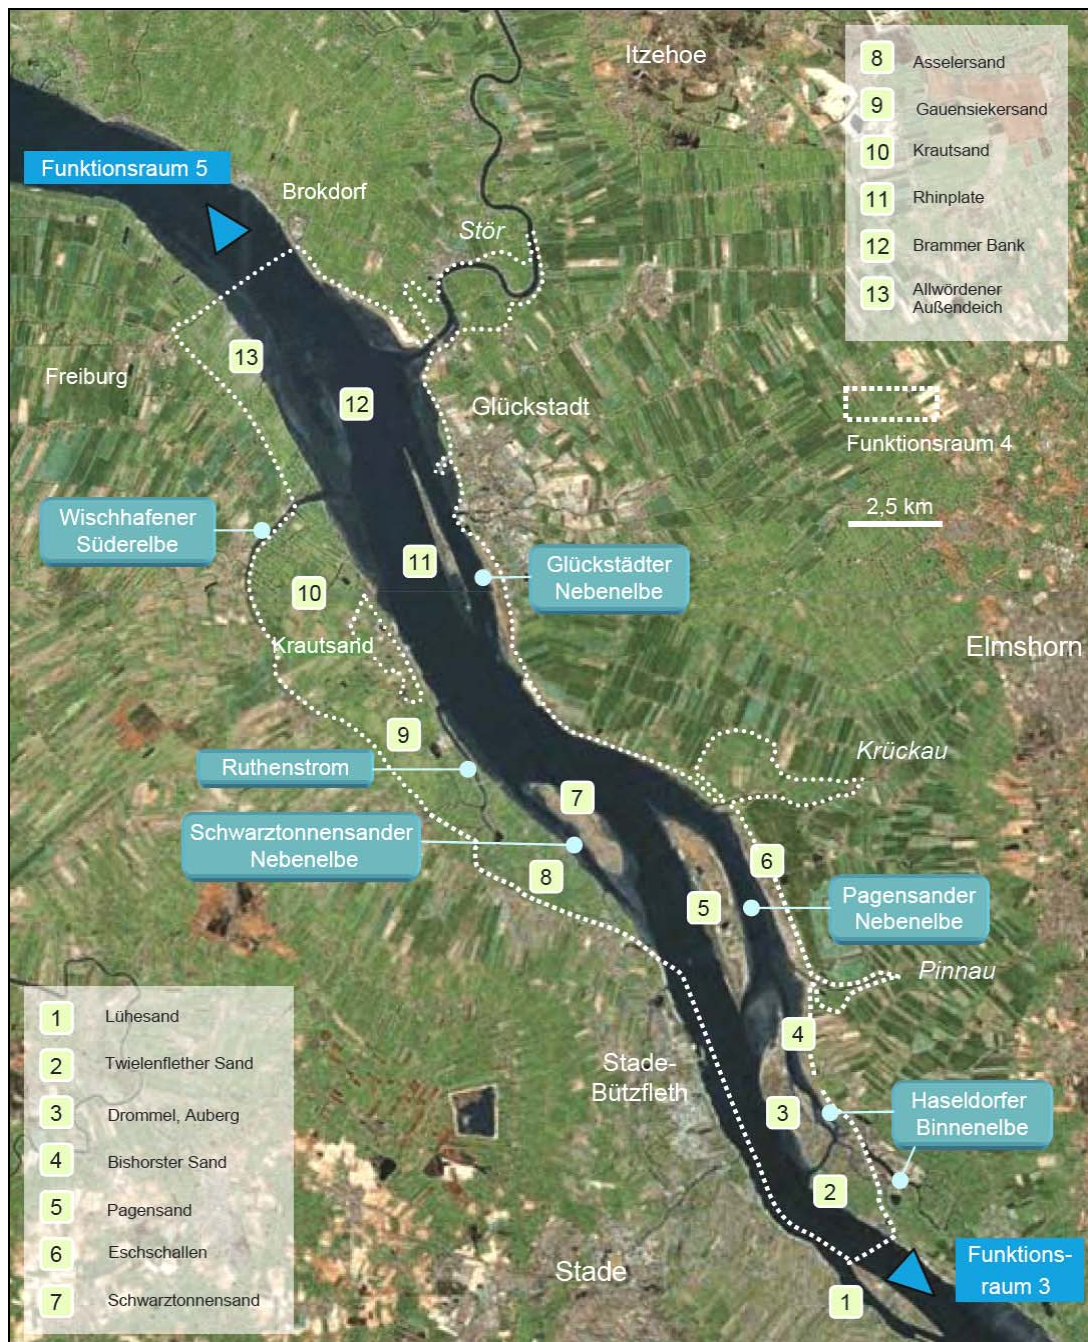 Itzehoe
8 Asselersand
9 Gauensiekersand
10 Krautsand
11 Rhinplate
12 Brammer Bank
13 Allwördener
Außendeich
Funktionsraum 5
Brokdorf
Stör
13
Freiburg
12
Glückstadt
Funktionsraum 4
2,5 km
Wischhafener
Süderelbe
11
Glückstädter
Nebenelbe
10
Krautsand
Elmshorn
9
Krückau
Ruthenstrom
7
Schwarztonnensander
Nebenelbe
6
8
5
Pagensander
Nebenelbe
Pinnau
4
Stade-
Bützfleth
3
Haseldorfer
Binnenelbe
2
1 Lühesand
2 Twielenflether Sand
3 Drommel, Auberg
4 Bishorster Sand
5 Pagensand
6 Eschschallen
7 Schwarztonnensand
Stade
Funktions-
raum 3
1